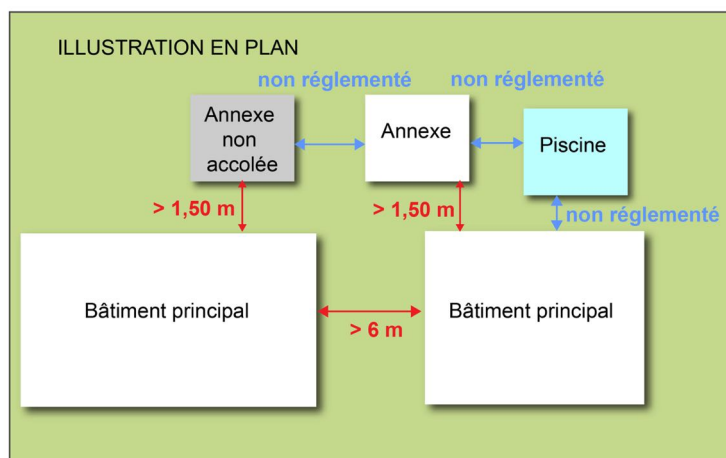 ILLUSTRATION EN PLAN
non réglementé
non réglementé
Annexe
non
accolée
Annexe
Piscine
> 1,50 m
> 1,50 m
non réglementé
Bâtiment principal
Bâtiment principal
> 6 m